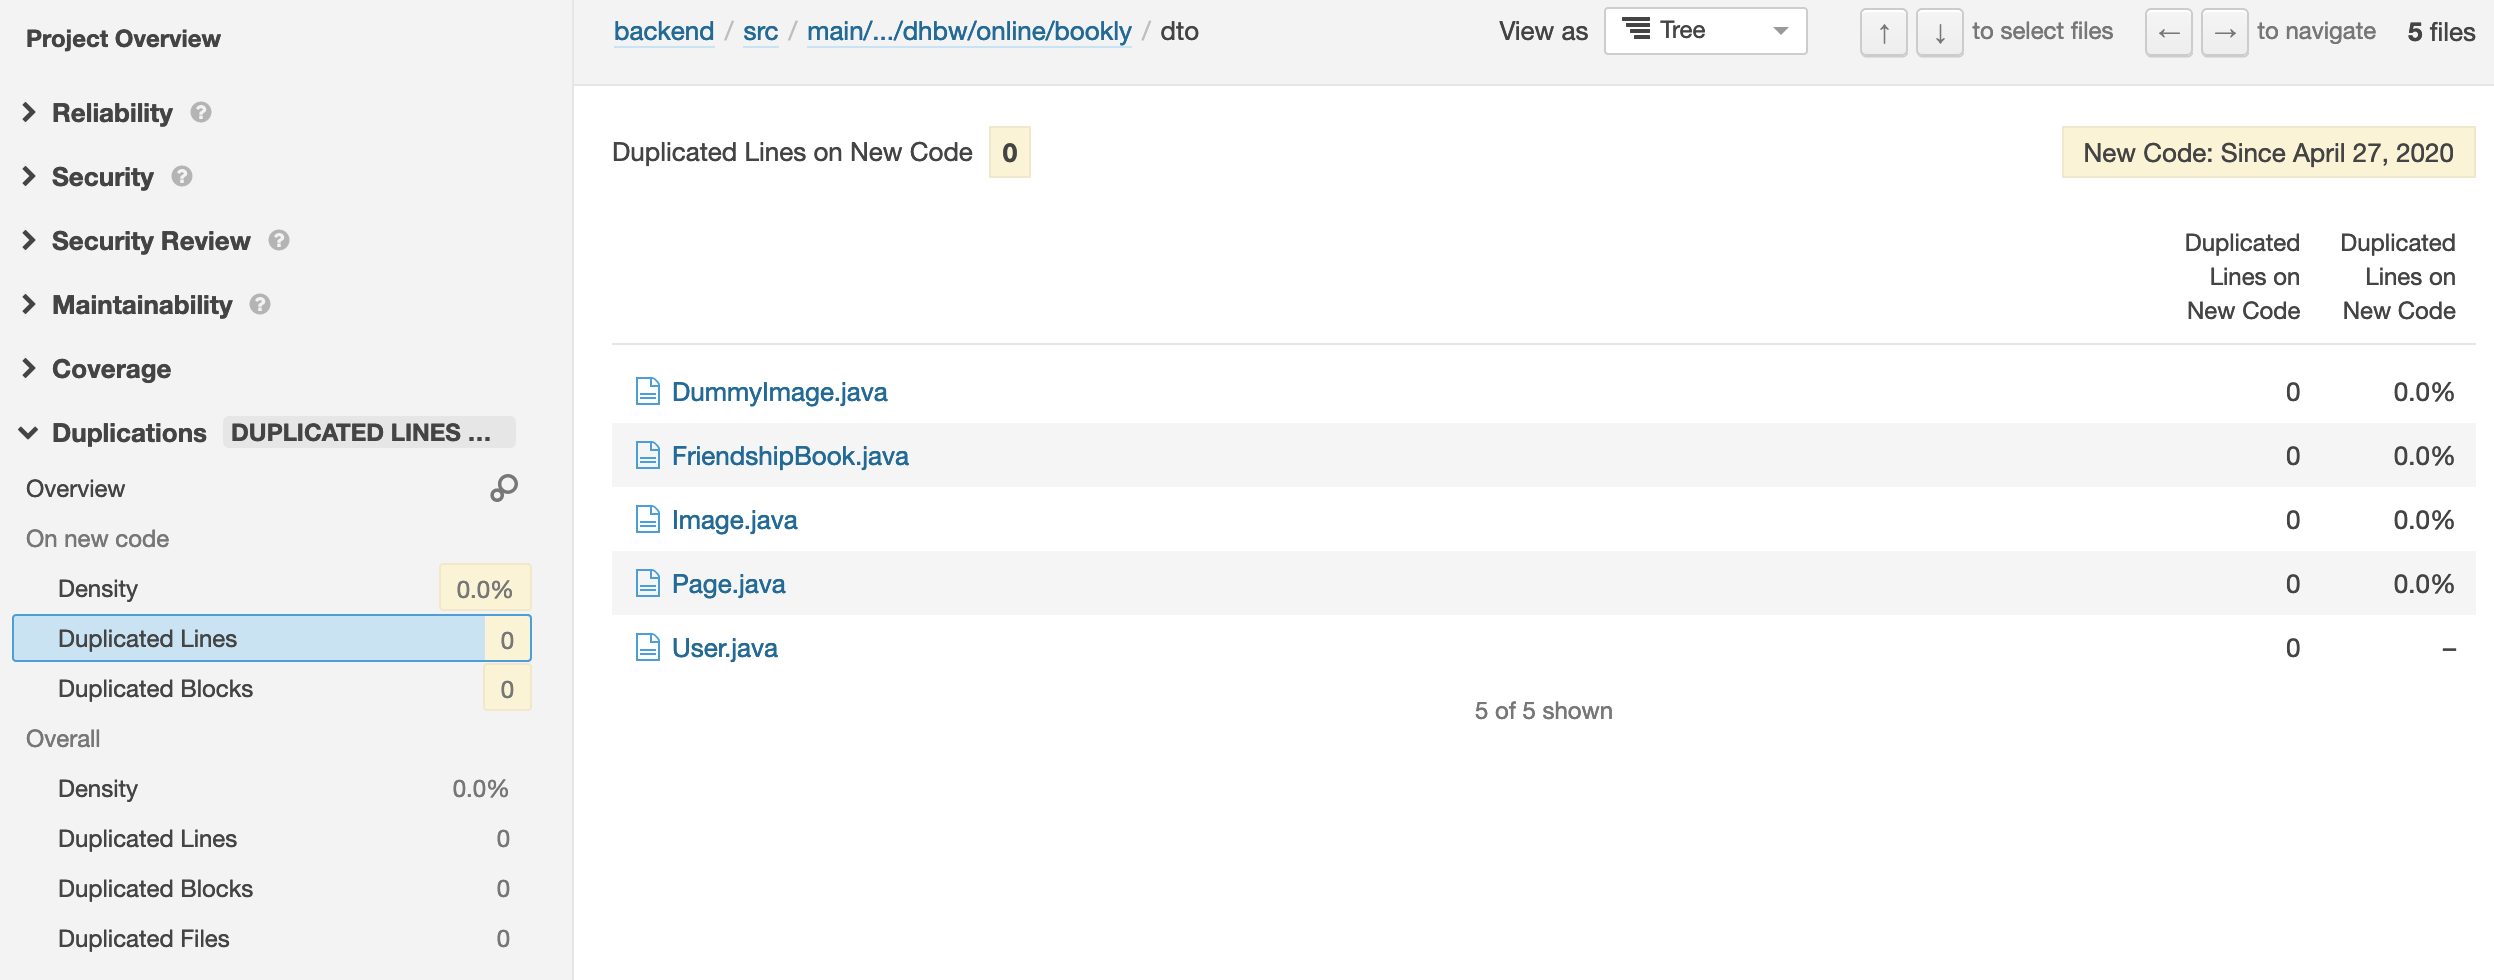 Project Overview
Reliability ?
Security ?
Security Review ?
Maintainability ?
Coverage
Duplications DUPLICATED LINES ...
Overview
On new code
Density 0.0%
Duplicated Lines 0
Duplicated Blocks 0
Overall
Density 0.0%
Duplicated Lines 0
Duplicated Blocks 0
Duplicated Files 0
backend / src / main/.../dhbw/online/bookly / dto
View as Tree ↑ ↓ to select files ← → to navigate 5 files
Duplicated Lines on New Code 0
New Code: Since April 27, 2020
Duplicated Duplicated
Lines on Lines on
New Code New Code
DummyImage.java 0 0.0%
FriendshipBook.java 0 0.0%
Image.java 0 0.0%
Page.java 0 0.0%
User.java 0 –
5 of 5 shown